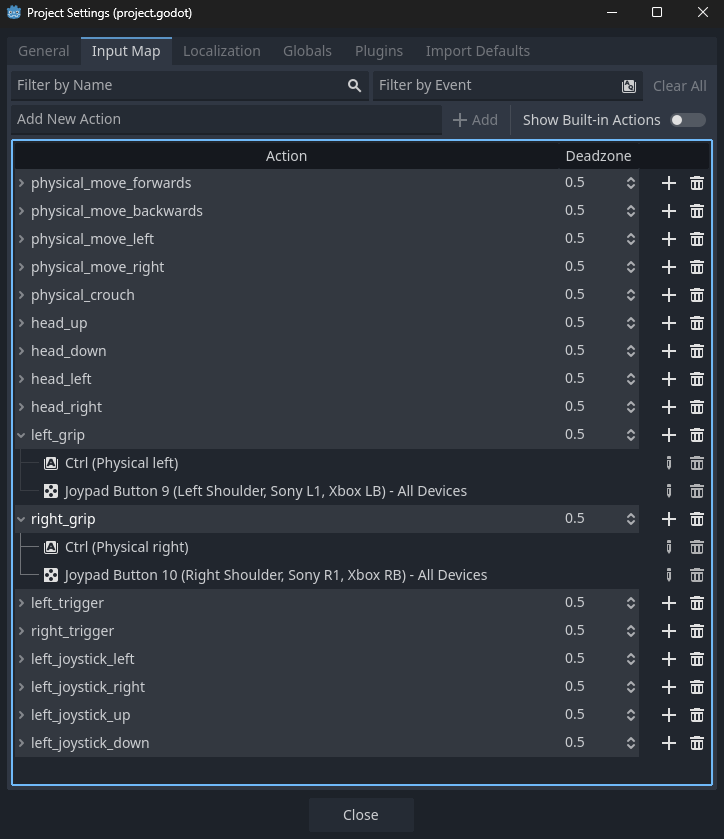 Project Settings (project.godot)
General Input Map Localization Globals Plugins Import Defaults
Filter by Name Filter by Event Clear All
Add New Action Add Show Built-in Actions
Action Deadzone
physical_move_forwards 0.5
physical_move_backwards 0.5
physical_move_left 0.5
physical_move_right 0.5
physical_crouch 0.5
head_up 0.5
head_down 0.5
head_left 0.5
head_right 0.5
left_grip 0.5
Ctrl (Physical left)
Joypad Button 9 (Left Shoulder, Sony L1, Xbox LB) - All Devices
right_grip 0.5
Ctrl (Physical right)
Joypad Button 10 (Right Shoulder, Sony R1, Xbox RB) - All Devices
left_trigger 0.5
right_trigger 0.5
left_joystick_left 0.5
left_joystick_right 0.5
left_joystick_up 0.5
left_joystick_down 0.5
Close